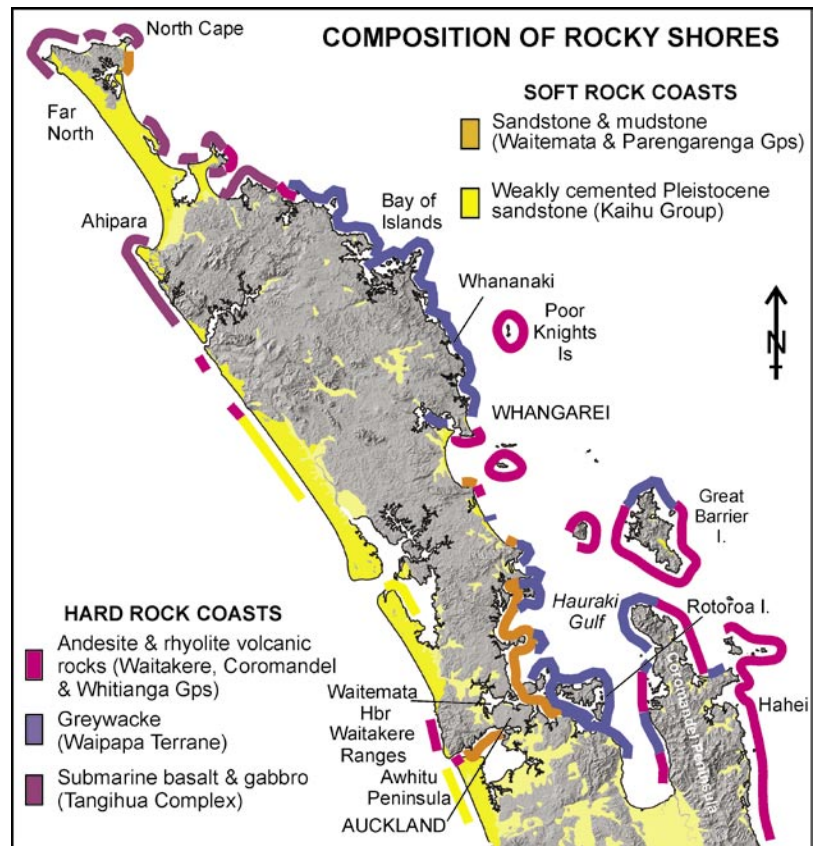 COMPOSITION OF ROCKY SHORES
North Cape
Far
North
SOFT ROCK COASTS
Sandstone & mudstone
(Waitemata & Parengarenga Gps)
Weakly cemented Pleistocene
sandstone (Kaihu Group)
Ahipara
Bay of
Islands
Whananaki
Poor
Knights
Is
N
WHANGAREI
Great
Barrier
I.
Hauraki
Gulf
Rotoroa I.
Coromandel Peninsula
Hahei
HARD ROCK COASTS
Andesite & rhyolite volcanic
rocks (Waitakere, Coromandel
& Whitianga Gps)
Greywacke
(Waipapa Terrane)
Submarine basalt & gabbro
(Tangihua Complex)
Waitemata
Hbr
Waitakere
Ranges
Awhitu
Peninsula
AUCKLAND